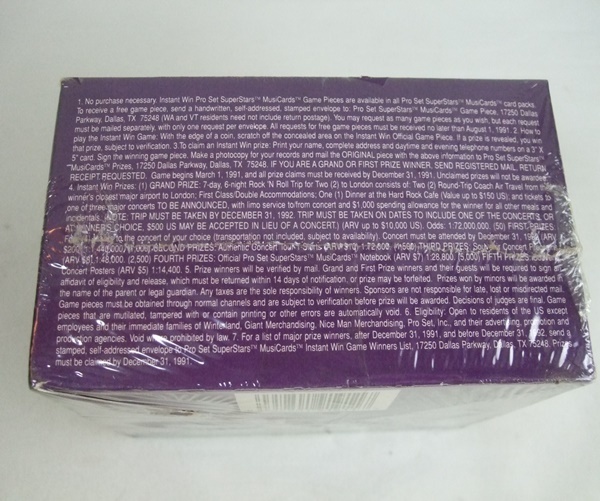 1. No purchase necessary. Instant Win Pro Set SuperStars™ MusiCards™ Game Pieces are available in all Pro Set SuperStars™ MusiCards™ card packs.
To receive a free game piece, send a handwritten, self-addressed, stamped envelope to: Pro Set SuperStars™ MusiCards™ Game Piece, 17250 Dallas
Parkway, Dallas, TX 75248 (WA and VT residents need not include return postage). You may request as many game pieces as you wish, but each request
must be mailed separately, with only one request per envelope. All requests for free game pieces must be received no later than August 1, 1991. 2. How to
play the Instant Win Game: With the edge of a coin, scratch off the concealed area on the Instant Win Official Game Piece. If a prize is revealed, you win
that prize, subject to verification. 3.To claim an Instant Win prize: Print your name, complete address and daytime and evening telephone numbers on a 3" X
5" card. Sign the winning game piece. Make a photocopy for your records and mail the ORIGINAL piece with the above information to Pro Set SuperStars™
MusiCards™ Prizes, 17250 Dallas Parkway, Dallas, TX 75248. IF YOU ARE A GRAND OR FIRST PRIZE WINNER, SEND REGISTERED MAIL, RETURN
RECEIPT REQUESTED. Game begins March 1, 1991, and all prize claims must be received by December 31, 1991. Unclaimed prizes will not be awarded.
4. Instant Win Prizes: (1) GRAND PRIZE: 7-day, 6-night Rock 'N Roll trip for Two (2) to London consists of: Two (2) Round-Trip Coach Air Travel from the
winner's closest major airport to London; First Class/Double Accommodations; One (1) Dinner at the Hard Rock Cafe (Value up to $150 US); and tickets to
one of three major concerts TO BE ANNOUNCED, with limo service to/from concert and $1,000 spending allowance for the winner for all other meals and
incidentals. (NOTE: TRIP MUST BE TAKEN BY DECEMBER 31, 1992. TRIP MUST BE TAKEN ON DATES TO INCLUDE ONE OF THE CONCERTS, OR
AT WINNER'S CHOICE, $500 US MAY BE ACCEPTED IN LIEU OF A CONCERT.) (ARV up to $10,000 US). Odds: 1:72,000,000. (50) FIRST PRIZES:
to the concert of your choice (transportation not included, subject to availability). Concert must be attended by December 31, (ARV
$200) SECOND PRIZES: Authentic Concert 1:72,000. THIRD PRIZES: Concert
(ARV $8) 1:48,000. (2,500) FOURTH PRIZES: Official Pro Set SuperStars™ MusiCards™ Notebook (ARV $7) 1:28,800. (5,000) FIFTH PRIZES:
Concert Posters (ARV $5) 1:14,400. 5. Prize winners will be verified by mail. Grand and First Prize winners and their guests will be required to sign an
affidavit of eligibility and release, which must be returned within 14 days of notification, or prize may be forfeited. Prizes won by minors will be awarded in
the name of the parent or legal guardian. Any taxes are the sole responsibility of winners. Sponsors are not responsible for late, lost or misdirected mail.
Game pieces must be obtained through normal channels and are subject to verification before prize will be awarded. Decisions of judges are final. Game
pieces that are mutilated, tampered with or contain printing or other errors are automatically void. 6. Eligibility: Open to residents of the US except
employees and their immediate families of Winterland, Giant Merchandising, Nice Man Merchandising, Pro Set, Inc., and their advertising, promotion and
production agencies. Void where prohibited by law. 7. For a list of major prize winners, after December 31, 1991, and before December 31, 1992, send a
stamped, self-addressed envelope to Pro Set SuperStars™ MusiCards™ Instant Win Game Winners List, 17250 Dallas Parkway, Dallas, TX 75248. Prizes
must be claimed by December 31, 1991.